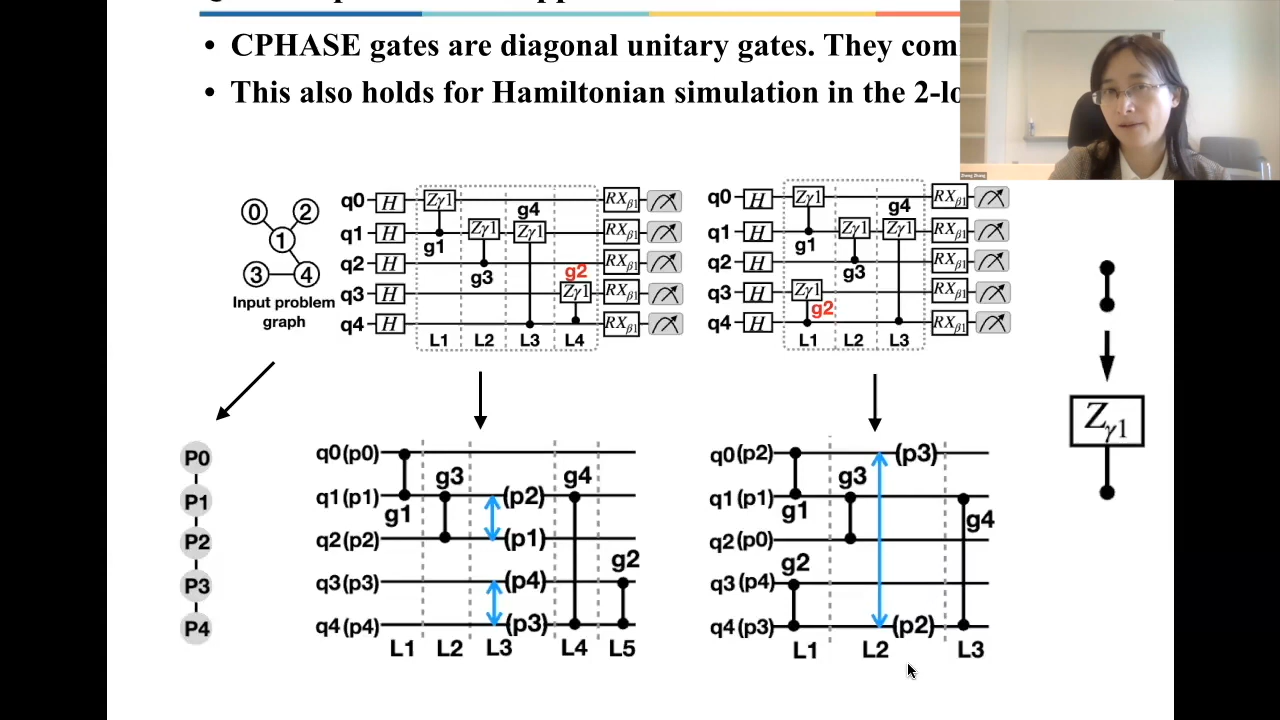 • CPHASE gates are diagonal unitary gates. They com
• This also holds for Hamiltonian simulation in the 2-lo
Zheng Zhang
0 2
1
3 4
Input problem
graph
q0 H Zγ1 RXβ1
q1 H g1 Zγ1 g4 Zγ1 RXβ1
q2 H g3 RXβ1
q3 H g2 Zγ1 RXβ1
q4 H RXβ1
L1 L2 L3 L4
q0 H Zγ1 RXβ1
q1 H g1 Zγ1 g4 Zγ1 RXβ1
q2 H g3 RXβ1
q3 H Zγ1 g2 RXβ1
q4 H RXβ1
L1 L2 L3
Zγ1
P0
P1
P2
P3
P4
q0(p0)
q1(p1) g1 g3 (p2) g4
q2(p2) (p1)
q3(p3) (p4) g2
q4(p4) (p3)
L1 L2 L3 L4 L5
q0(p2) (p3)
q1(p1) g1 g3 g4
q2(p0)
q3(p4) g2
q4(p3) (p2)
L1 L2 L3